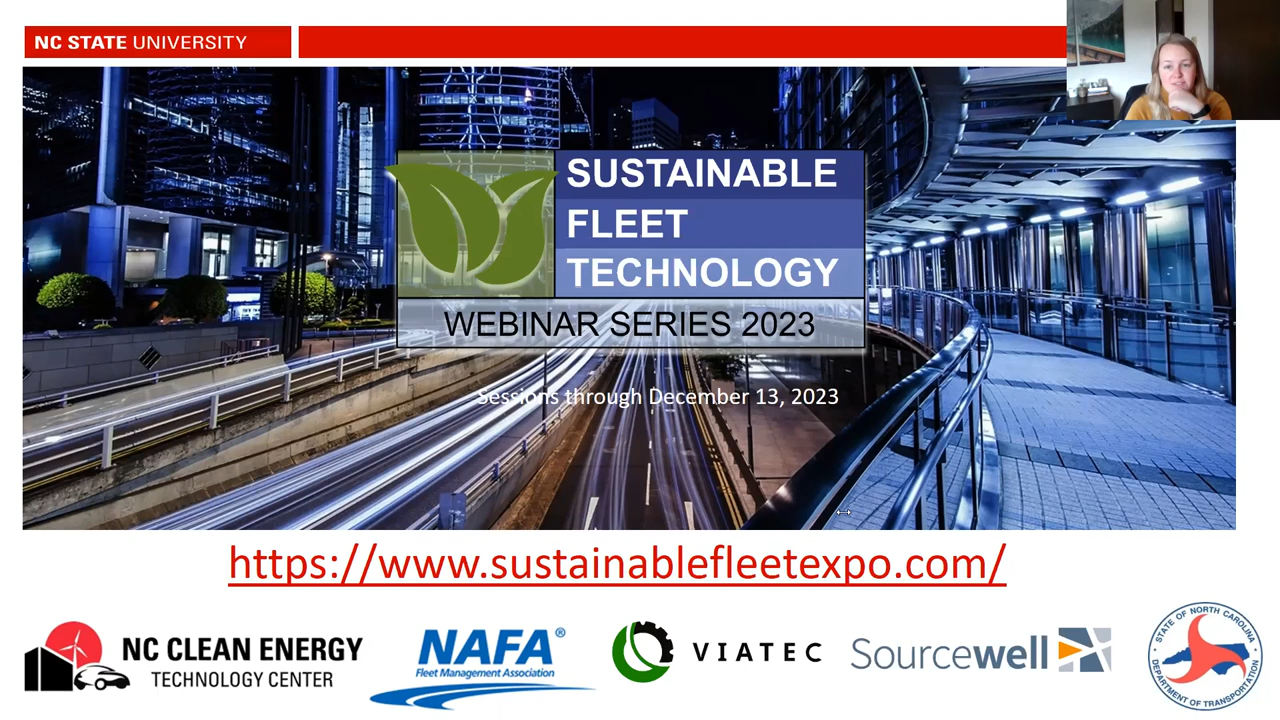 NC STATE UNIVERSITY
SUSTAINABLE
FLEET
TECHNOLOGY
WEBINAR SERIES 2023
Sessions through December 13, 2023
https://www.sustainablefleetexpo.com/
NC CLEAN ENERGY
TECHNOLOGY CENTER
NAFA®
Fleet Management Association
VIATEC
Sourcewell
STATE OF NORTH CAROLINA
DEPARTMENT OF TRANSPORTATION